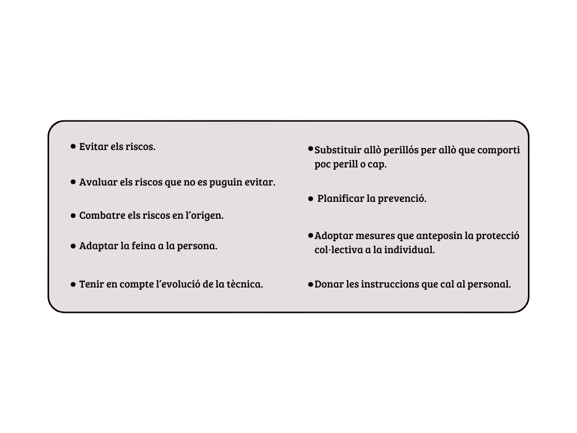 ● Evitar els riscos.
● Avaluar els riscos que no es puguin evitar.
● Combatre els riscos en l'origen.
● Adaptar la feina a la persona.
● Tenir en compte l'evolució de la tècnica.
● Substituir allò perillós per allò que comporti
poc perill o cap.
● Planificar la prevenció.
● Adoptar mesures que anteposin la protecció
col·lectiva a la individual.
● Donar les instruccions que cal al personal.